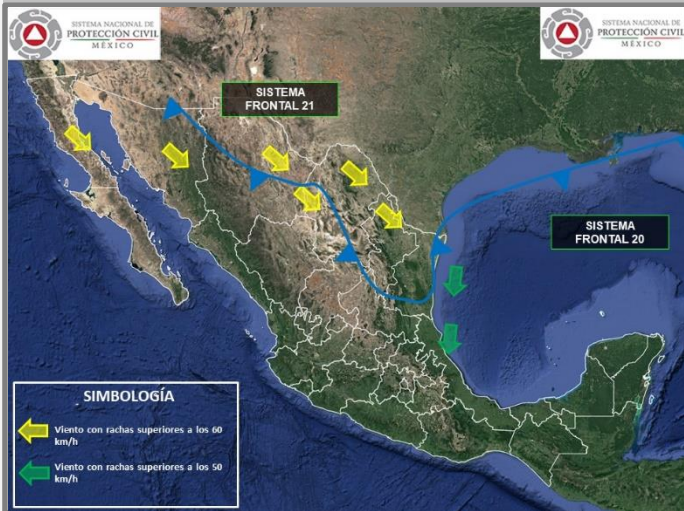 SISTEMA NACIONAL DE
PROTECCIÓN CIVIL
MÉXICO
SISTEMA NACIONAL DE
PROTECCIÓN CIVIL
MÉXICO
SISTEMA
FRONTAL 21
SISTEMA
FRONTAL 20
SIMBOLOGÍA
Viento con rachas superiores a los 60
km/h
Viento con rachas superiores a los 50
km/h